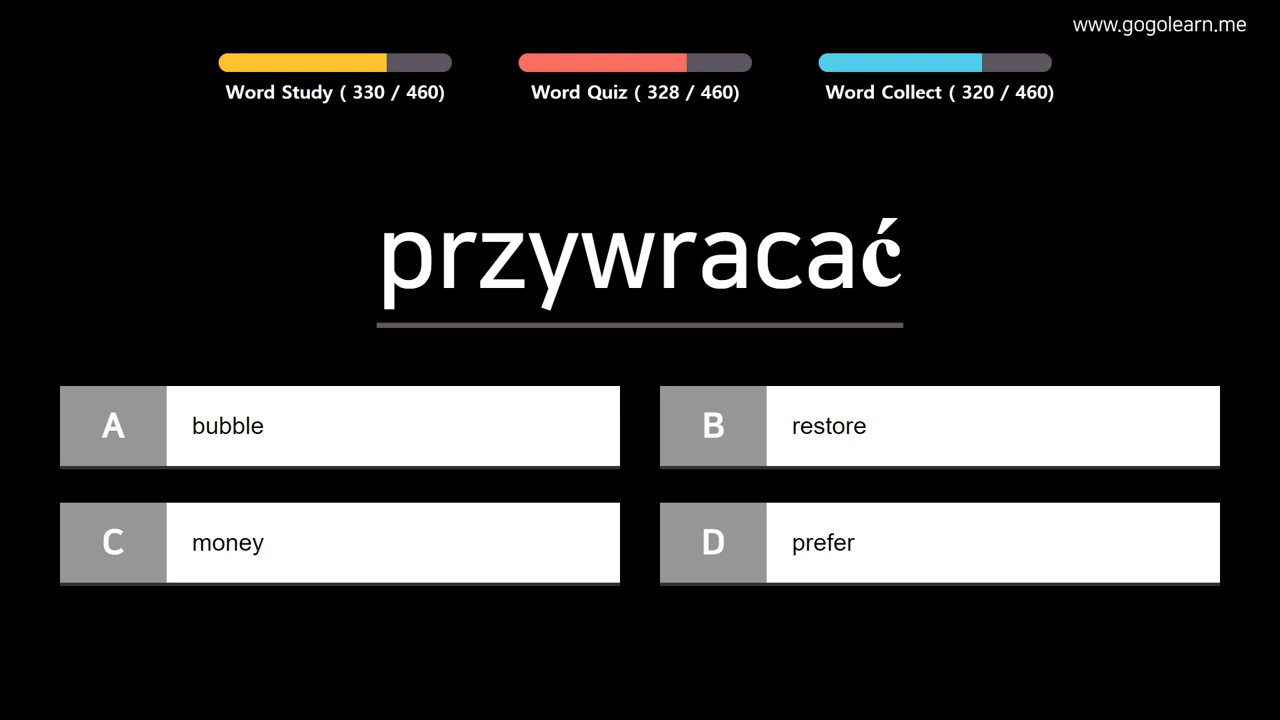 www.gogolearn.me
Word Study ( 330 / 460)
Word Quiz ( 328 / 460)
Word Collect ( 320 / 460)
przywracać
A bubble
B restore
C money
D prefer